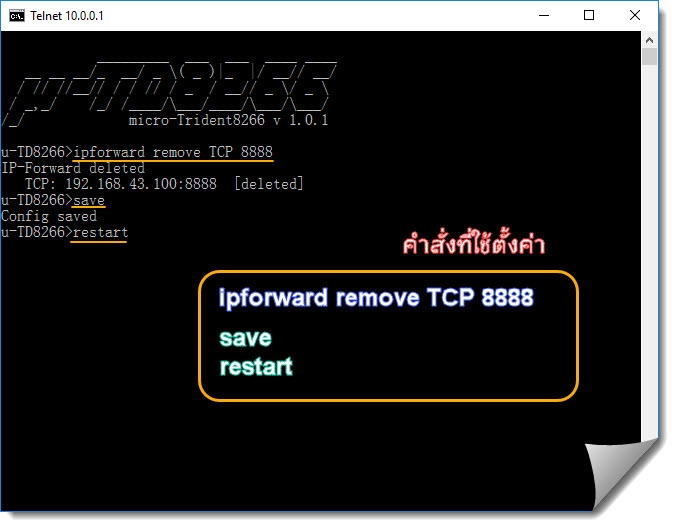 Telnet 10.0.0.1
µ-TD8266
micro-Trident8266 v 1.0.1
u-TD8266>ipforward remove TCP 8888
IP-Forward deleted
TCP: 192.168.43.100:8888 [deleted]
u-TD8266>save
Config saved
u-TD8266>restart
คำสั่งที่ใช้ตั้งค่า
ipforward remove TCP 8888
save
restart